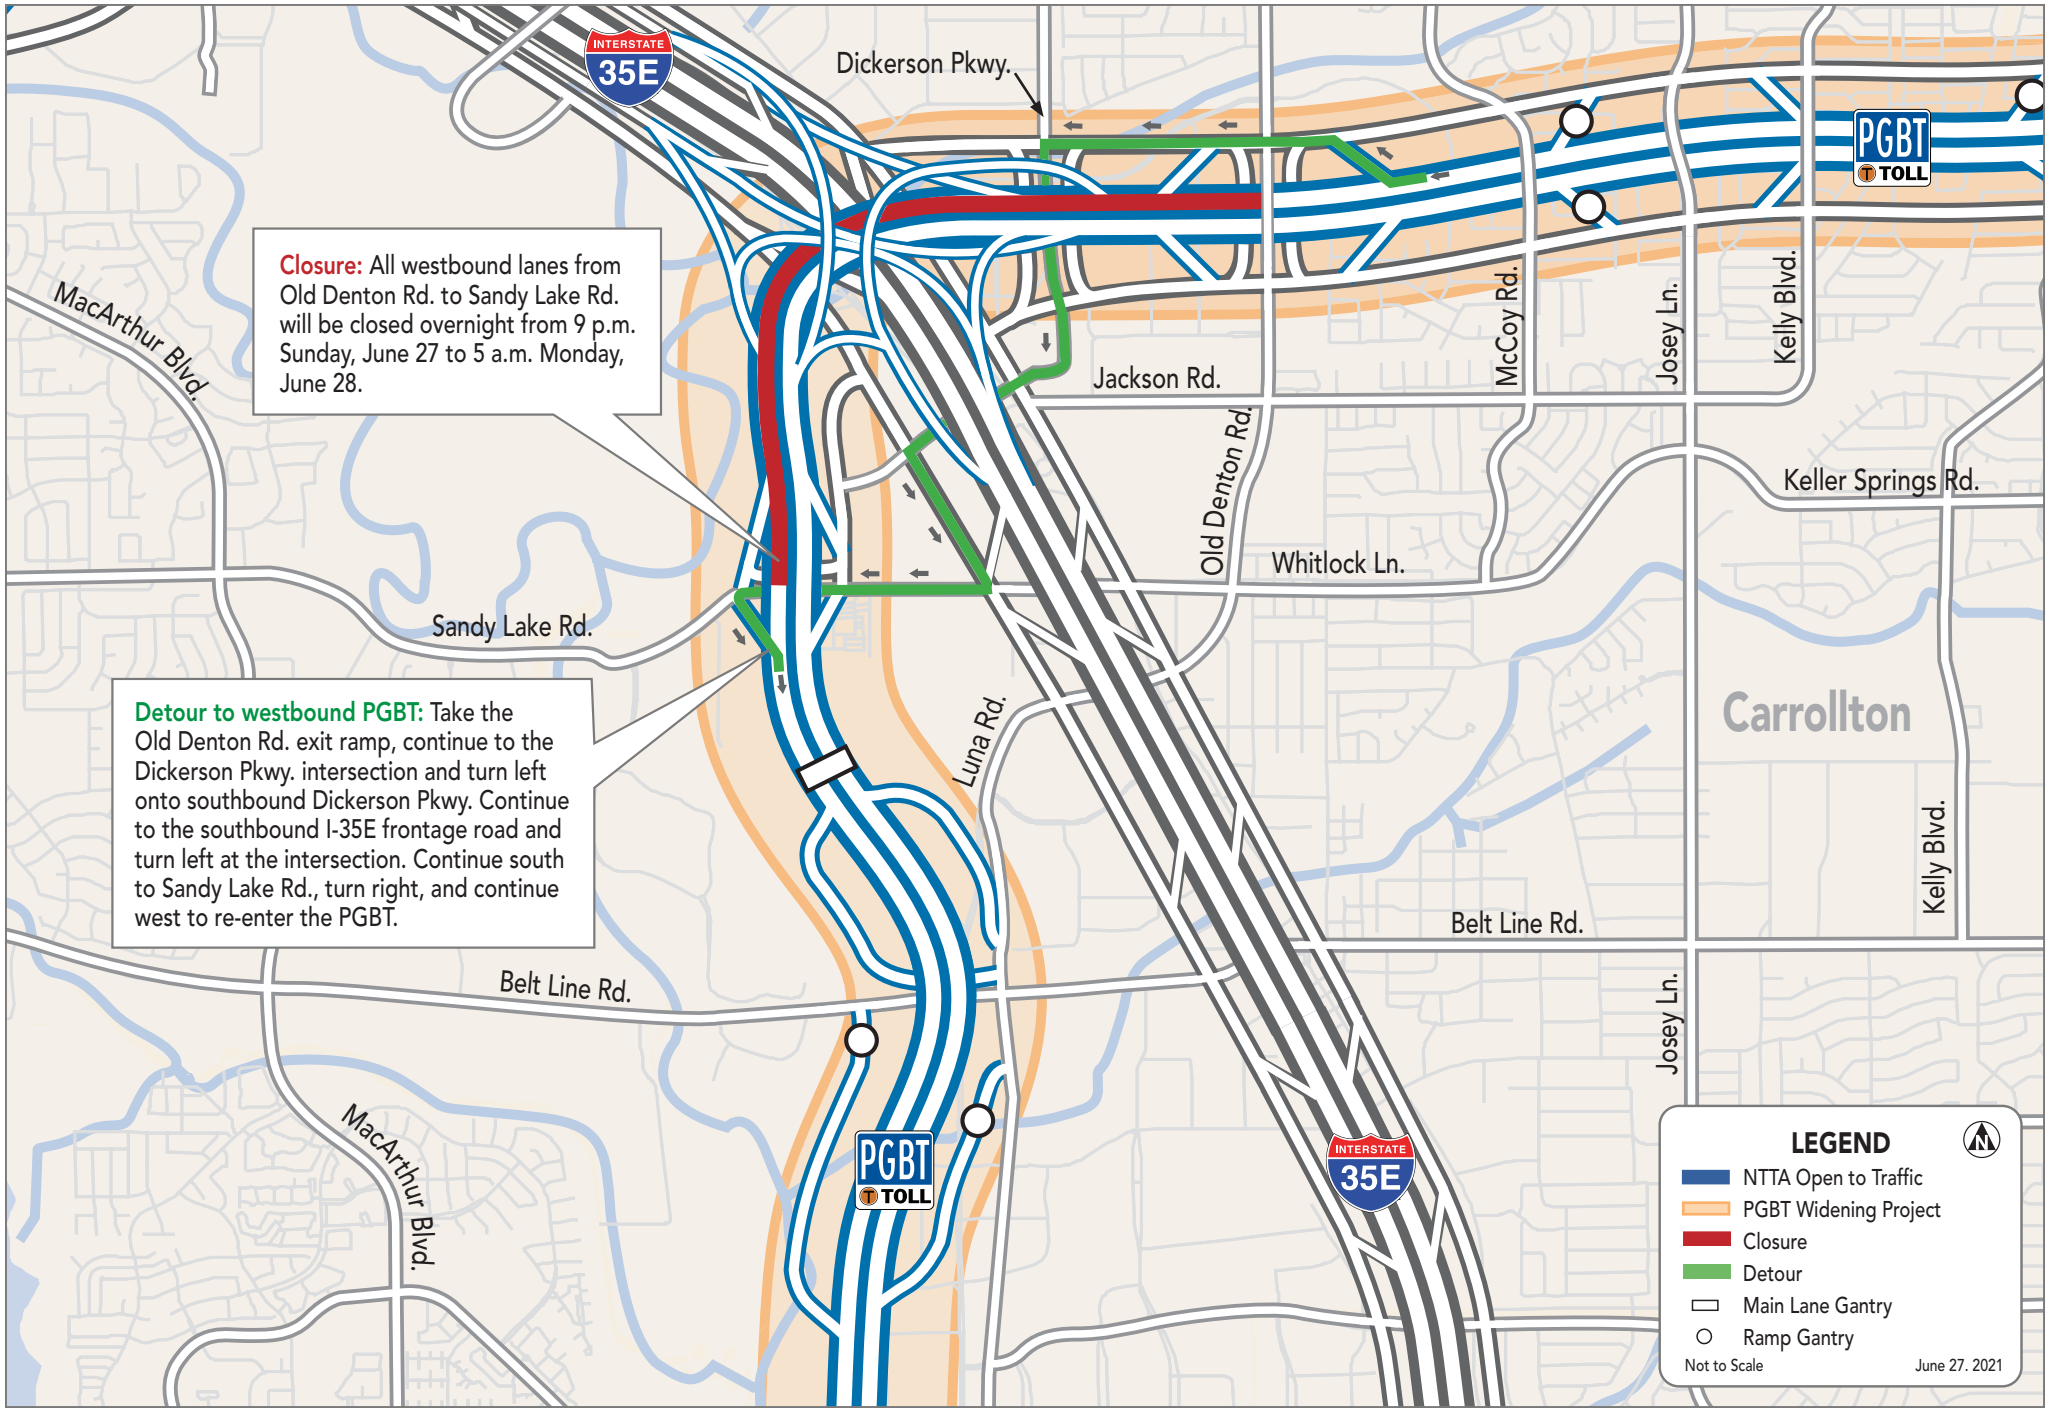 INTERSTATE
35E
Dickerson Pkwy.
PGBT
T TOLL
Closure: All westbound lanes from
Old Denton Rd. to Sandy Lake Rd.
will be closed overnight from 9 p.m.
Sunday, June 27 to 5 a.m. Monday,
June 28.
MacArthur Blvd.
McCoy Rd.
Josey Ln.
Kelly Blvd.
Jackson Rd.
Old Denton Rd.
Keller Springs Rd.
Whitlock Ln.
Sandy Lake Rd.
Detour to westbound PGBT: Take the
Old Denton Rd. exit ramp, continue to the
Dickerson Pkwy. intersection and turn left
onto southbound Dickerson Pkwy. Continue
to the southbound I-35E frontage road and
turn left at the intersection. Continue south
to Sandy Lake Rd., turn right, and continue
west to re-enter the PGBT.
Luna Rd.
Carrollton
Kelly Blvd.
Belt Line Rd.
Belt Line Rd.
Josey Ln.
MacArthur Blvd.
PGBT
T TOLL
INTERSTATE
35E
LEGEND
N
NTTA Open to Traffic
PGBT Widening Project
Closure
Detour
Main Lane Gantry
Ramp Gantry
Not to Scale
June 27. 2021